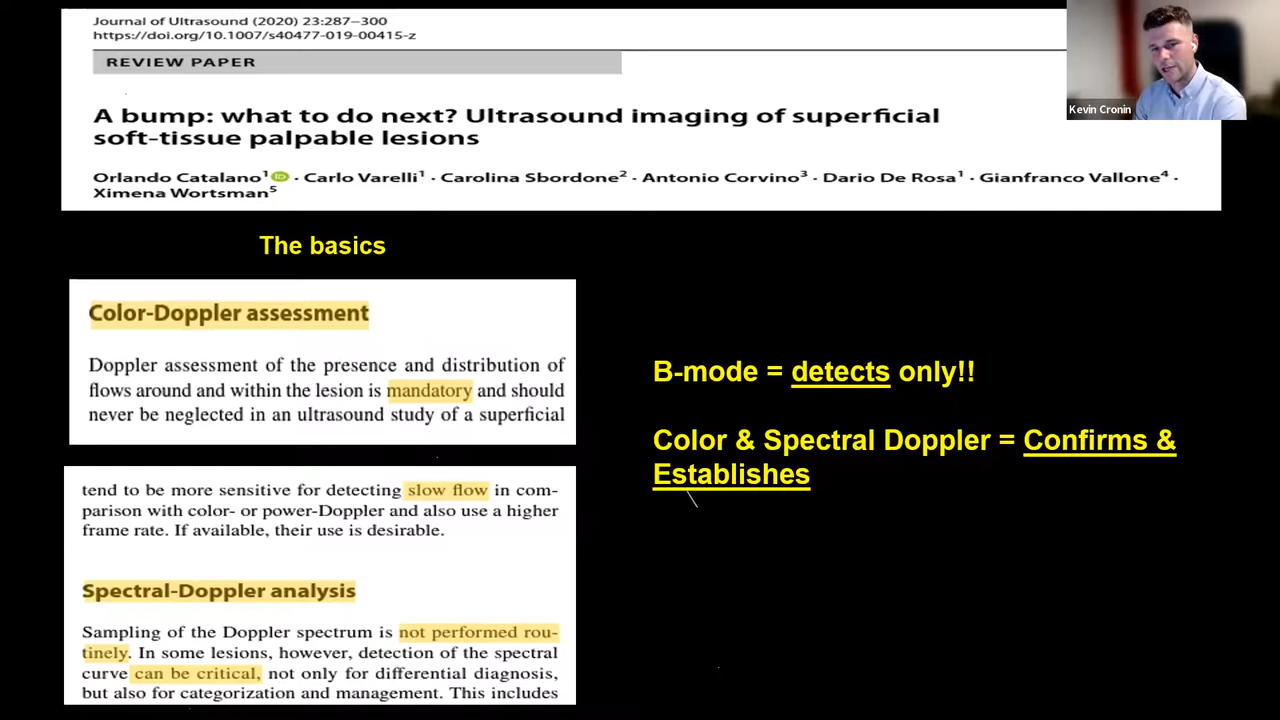 Journal of Ultrasound (2020) 23:287–300
https://doi.org/10.1007/s40477-019-00415-z
REVIEW PAPER
Kevin Cronin
A bump: what to do next? Ultrasound imaging of superficial
soft-tissue palpable lesions
Orlando Catalano¹ · Carlo Varelli¹ · Carolina Sbordone² · Antonio Corvino³ · Dario De Rosa¹ · Gianfranco Vallone⁴ ·
Ximena Wortsman⁵
The basics
Color-Doppler assessment
Doppler assessment of the presence and distribution of
flows around and within the lesion is mandatory and should
never be neglected in an ultrasound study of a superficial
tend to be more sensitive for detecting slow flow in com-
parison with color- or power-Doppler and also use a higher
frame rate. If available, their use is desirable.
Spectral-Doppler analysis
Sampling of the Doppler spectrum is not performed rou-
tinely. In some lesions, however, detection of the spectral
curve can be critical, not only for differential diagnosis,
but also for categorization and management. This includes
B-mode = detects only!!
Color & Spectral Doppler = Confirms &
Establishes